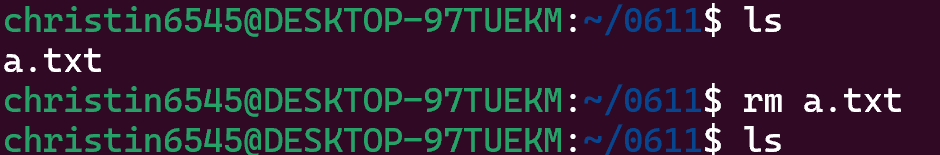 christin6545@DESKTOP-97TUEKM:~/0611$ ls
a.txt
christin6545@DESKTOP-97TUEKM:~/0611$ rm a.txt
christin6545@DESKTOP-97TUEKM:~/0611$ ls